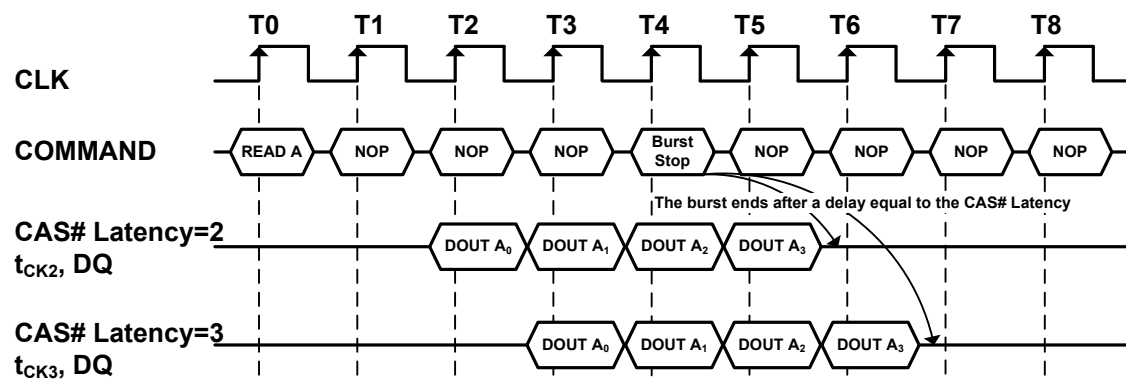 T0 T1 T2 T3 T4 T5 T6 T7 T8
CLK
COMMAND READ A NOP NOP NOP Burst Stop NOP NOP NOP NOP
The burst ends after a delay equal to the CAS# Latency
CAS# Latency=2
tCK2, DQ DOUT A0 DOUT A1 DOUT A2 DOUT A3
CAS# Latency=3
tCK3, DQ DOUT A0 DOUT A1 DOUT A2 DOUT A3